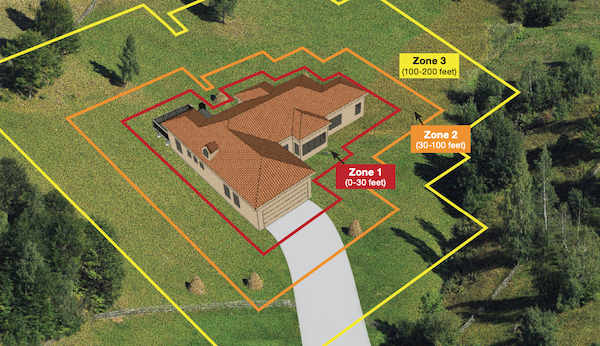 Zone 3
(100-200 feet)
Zone 2
(30-100 feet)
Zone 1
(0-30 feet)